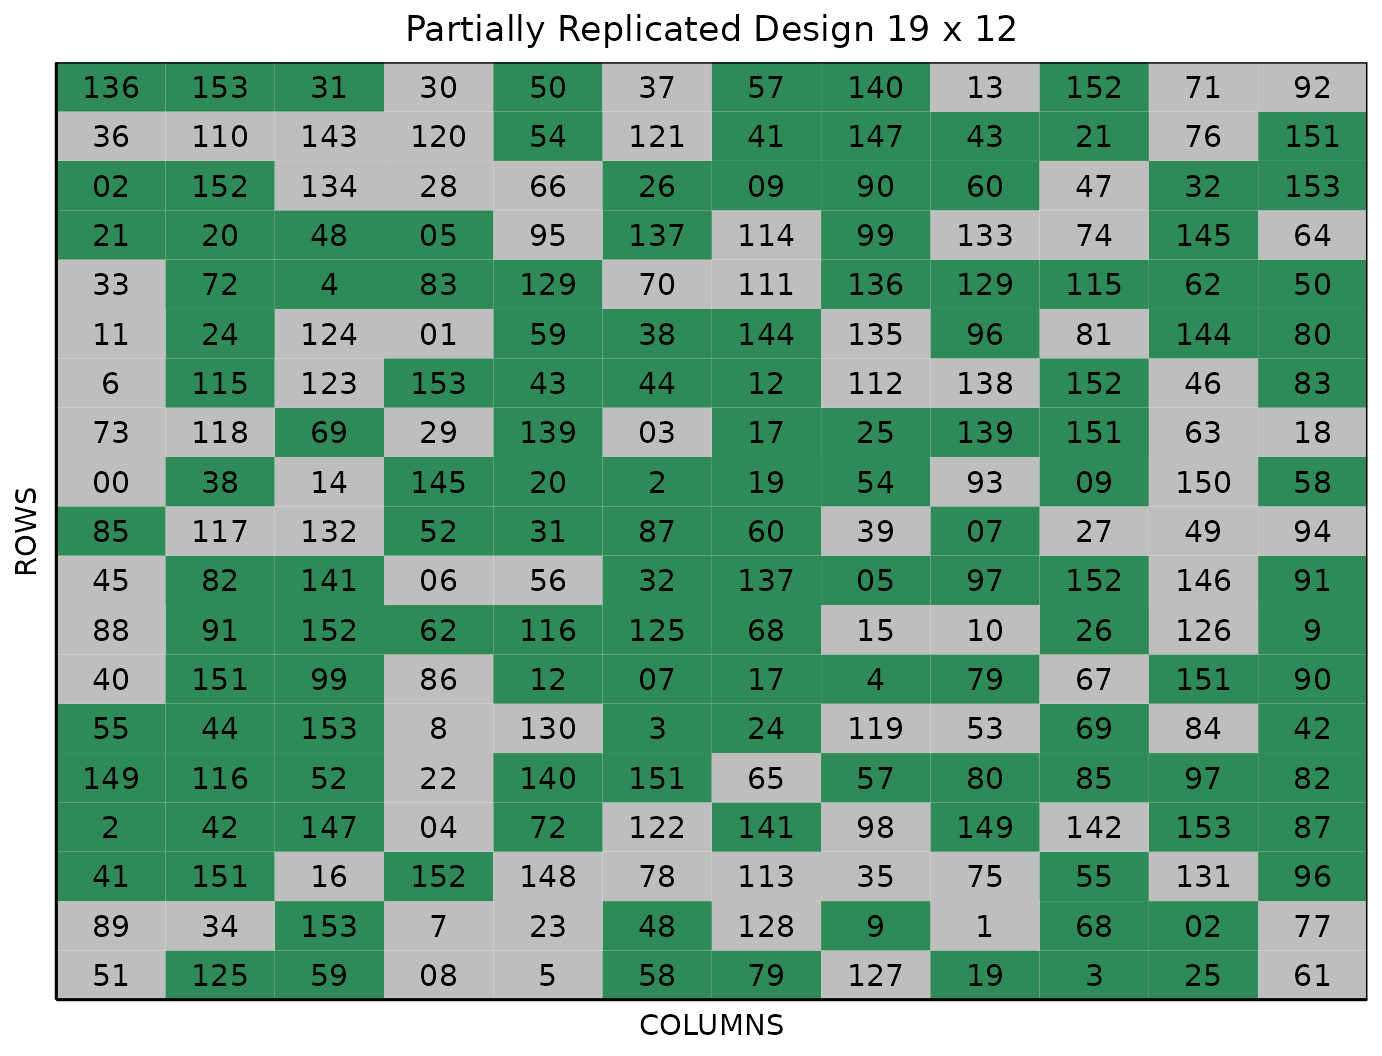 Partially Replicated Design 19 x 12
136 153 31 30 50 37 57 140 13 152 71 92
36 110 143 120 54 121 41 147 43 21 76 151
02 152 134 28 66 26 09 90 60 47 32 153
21 20 48 05 95 137 114 99 133 74 145 64
33 72 4 83 129 70 111 136 129 115 62 50
11 24 124 01 59 38 144 135 96 81 144 80
6 115 123 153 43 44 12 112 138 152 46 83
73 118 69 29 139 03 17 25 139 151 63 18
00 38 14 145 20 2 19 54 93 09 150 58
85 117 132 52 31 87 60 39 07 27 49 94
45 82 141 06 56 32 137 05 97 152 146 91
88 91 152 62 116 125 68 15 10 26 126 9
40 151 99 86 12 07 17 4 79 67 151 90
55 44 153 8 130 3 24 119 53 69 84 42
149 116 52 22 140 151 65 57 80 85 97 82
2 42 147 04 72 122 141 98 149 142 153 87
41 151 16 152 148 78 113 35 75 55 131 96
89 34 153 7 23 48 128 9 1 68 02 77
51 125 59 08 5 58 79 127 19 3 25 61
ROWS
COLUMNS